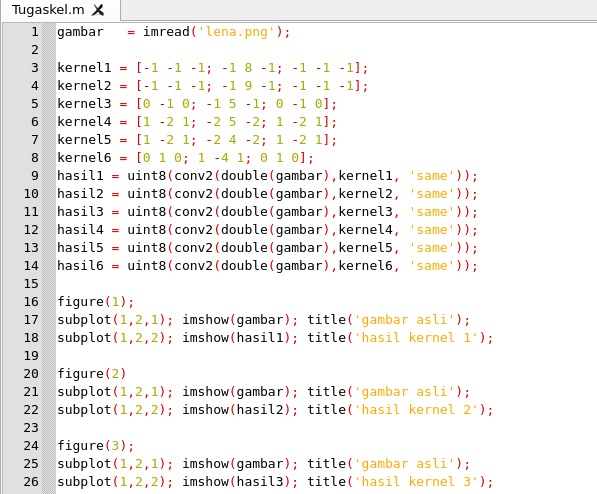 Tugaskel.m
1 gambar   = imread('lena.png');
2
3 kernel1 = [-1 -1 -1; -1 8 -1; -1 -1 -1];
4 kernel2 = [-1 -1 -1; -1 9 -1; -1 -1 -1];
5 kernel3 = [0 -1 0; -1 5 -1; 0 -1 0];
6 kernel4 = [1 -2 1; -2 5 -2; 1 -2 1];
7 kernel5 = [1 -2 1; -2 4 -2; 1 -2 1];
8 kernel6 = [0 1 0; 1 -4 1; 0 1 0];
9 hasil1 = uint8(conv2(double(gambar),kernel1, 'same'));
10 hasil2 = uint8(conv2(double(gambar),kernel2, 'same'));
11 hasil3 = uint8(conv2(double(gambar),kernel3, 'same'));
12 hasil4 = uint8(conv2(double(gambar),kernel4, 'same'));
13 hasil5 = uint8(conv2(double(gambar),kernel5, 'same'));
14 hasil6 = uint8(conv2(double(gambar),kernel6, 'same'));
15
16 figure(1);
17 subplot(1,2,1); imshow(gambar); title('gambar asli');
18 subplot(1,2,2); imshow(hasil1); title('hasil kernel 1');
19
20 figure(2)
21 subplot(1,2,1); imshow(gambar); title('gambar asli');
22 subplot(1,2,2); imshow(hasil2); title('hasil kernel 2');
23
24 figure(3);
25 subplot(1,2,1); imshow(gambar); title('gambar asli');
26 subplot(1,2,2); imshow(hasil3); title('hasil kernel 3');